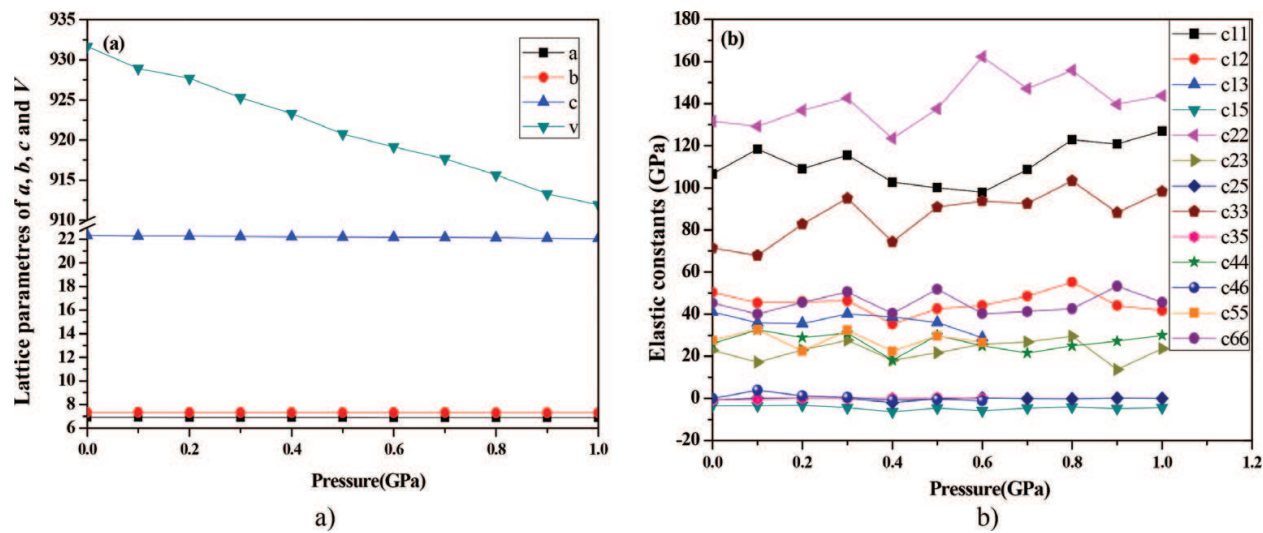 (a)
Lattice parametres of a, b, c and V
935
930
925
920
915
910
22
20
18
16
14
12
10
8
6
a
b
c
v
0.0 0.2 0.4 0.6 0.8 1.0
Pressure(GPa)
a)
(b)
Elastic constants (GPa)
180
160
140
120
100
80
60
40
20
0
-20
c11
c12
c13
c15
c22
c23
c25
c33
c35
c44
c46
c55
c66
0.0 0.2 0.4 0.6 0.8 1.0 1.2
Pressure(GPa)
b)